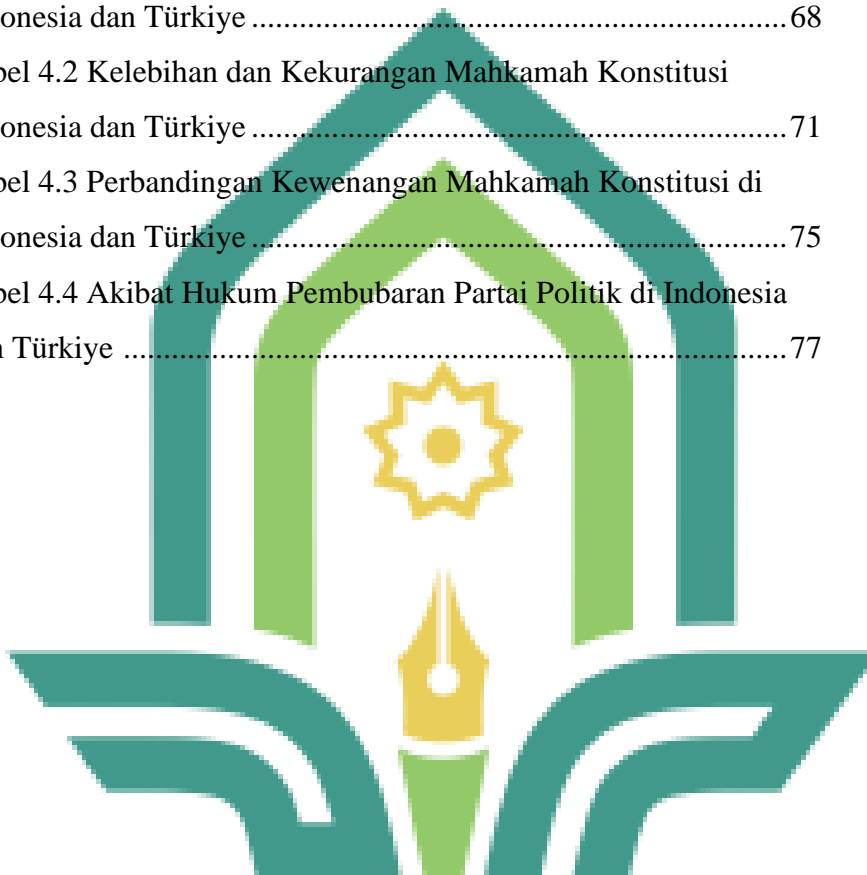 onesia dan Türkiye ............................................................................68
bel 4.2 Kelebihan dan Kekurangan Mahkamah Konstitusi
onesia dan Türkiye ............................................................................71
bel 4.3 Perbandingan Kewenangan Mahkamah Konstitusi di
onesia dan Türkiye ............................................................................75
bel 4.4 Akibat Hukum Pembubaran Partai Politik di Indonesia
n Türkiye ..............................................................................................77